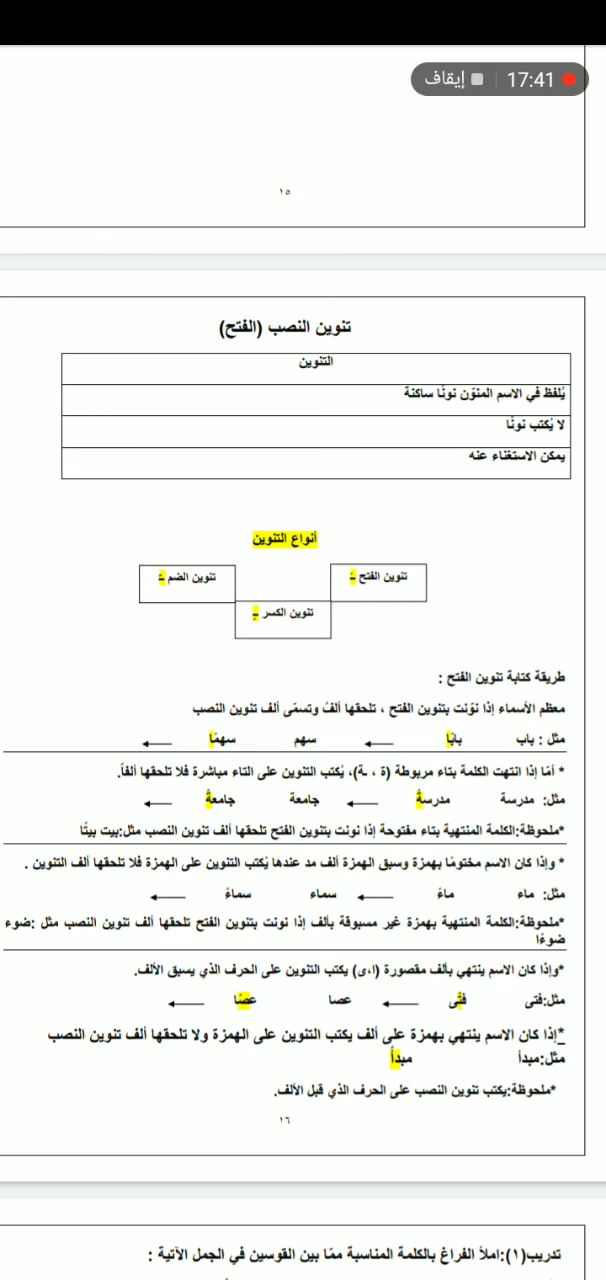 17:41 إيقاف
١٥
تنوين النصب (الفتح)
التنوين
يُلفظ في الاسم المنوّن نونًا ساكنة
لا يُكتب نونًا
يمكن الاستغناء عنه
أنواع التنوين
تنوين الفتح ـً
تنوين الضم ـٌ
تنوين الكسر ـٍ
طريقة كتابة تنوين الفتح :
معظم الأسماء إذا نوّنت بتنوين الفتح ، تلحقها ألفٌ وتسمّى ألف تنوين النصب
مثل : باب بابًا ← سهم سهمًا ←
* أمّا إذا انتهت الكلمة بتاء مربوطة (ة ، ـة)، يُكتب التنوين على التاء مباشرة فلا تلحقها ألفًا.
مثل: مدرسة مدرسةً ← جامعة جامعةً ←
*ملحوظة:الكلمة المنتهية بتاء مفتوحة إذا نونت بتنوين الفتح تلحقها ألف تنوين النصب مثل:بيت بيتًا
* وإذا كان الاسم مختومًا بهمزة وسبق الهمزة ألف مد عندها يُكتب التنوين على الهمزة فلا تلحقها ألف التنوين .
مثل: ماء ماءً ← سماء سماءً ←
*ملحوظة:الكلمة المنتهية بهمزة غير مسبوقة بألف إذا نونت بتنوين الفتح تلحقها ألف تنوين النصب مثل :ضوء
ضوءًا
*وإذا كان الاسم ينتهي بألف مقصورة (ا،ى) يكتب التنوين على الحرف الذي يسبق الألف.
مثل:فتى فتًى ← عصا عصًا ←
*إذا كان الاسم ينتهي بهمزة على ألف يكتب التنوين على الهمزة ولا تلحقها ألف تنوين النصب
مثل:مبدأ مبدأً
*ملحوظة:يكتب تنوين النصب على الحرف الذي قبل الألف.
١٦
تدريب(١):املأ الفراغ بالكلمة المناسبة ممّا بين القوسين في الجمل الآتية :